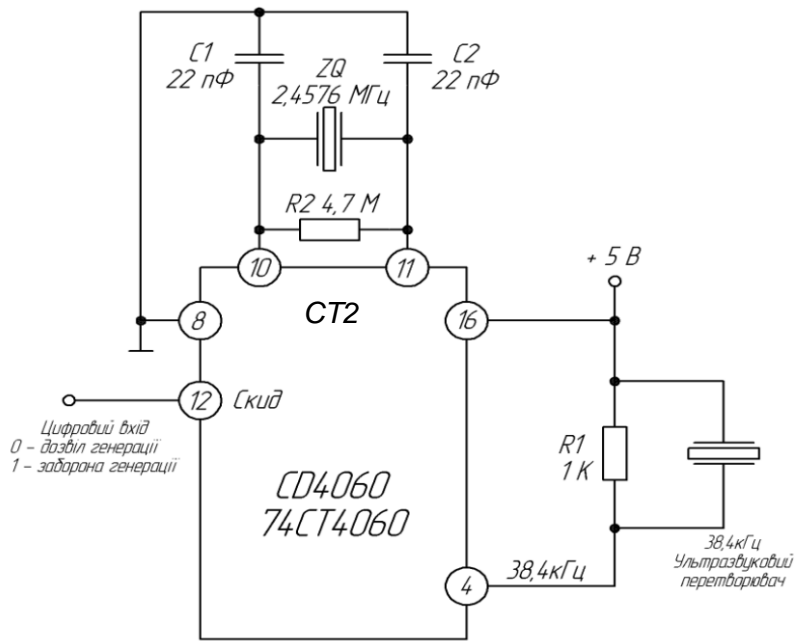 C1
22 пФ
ZQ
2,4576 МГц
C2
22 пФ
R2 4,7 М
10
11
+ 5 В
8
СТ2
16
12
Скид
Цифровий вхід
0 – дозвіл генерації
1 – заборона генерації
R1
1 К
CD4060
74CT4060
38,4кГц
Ультразвуковий
перетворювач
4
38,4кГц